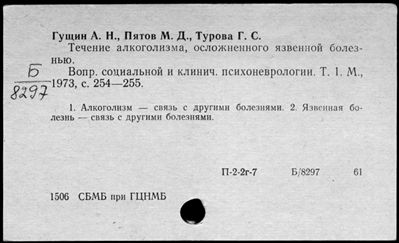 Гущин А. Н., Пятов М. Д., Турова Г. С.
Течение алкоголизма, осложненного язвенной болез-
нью.
Б
8297
Вопр. социальной и клинич. психоневрологии. Т. 1. М.,
1973, с. 254—255.
1. Алкоголизм — связь с другими болезнями. 2. Язвенная бо-
лезнь — связь с другими болезнями.
П-2-2г-7 Б/8297 61
1506 СБМБ при ГЦНМБ